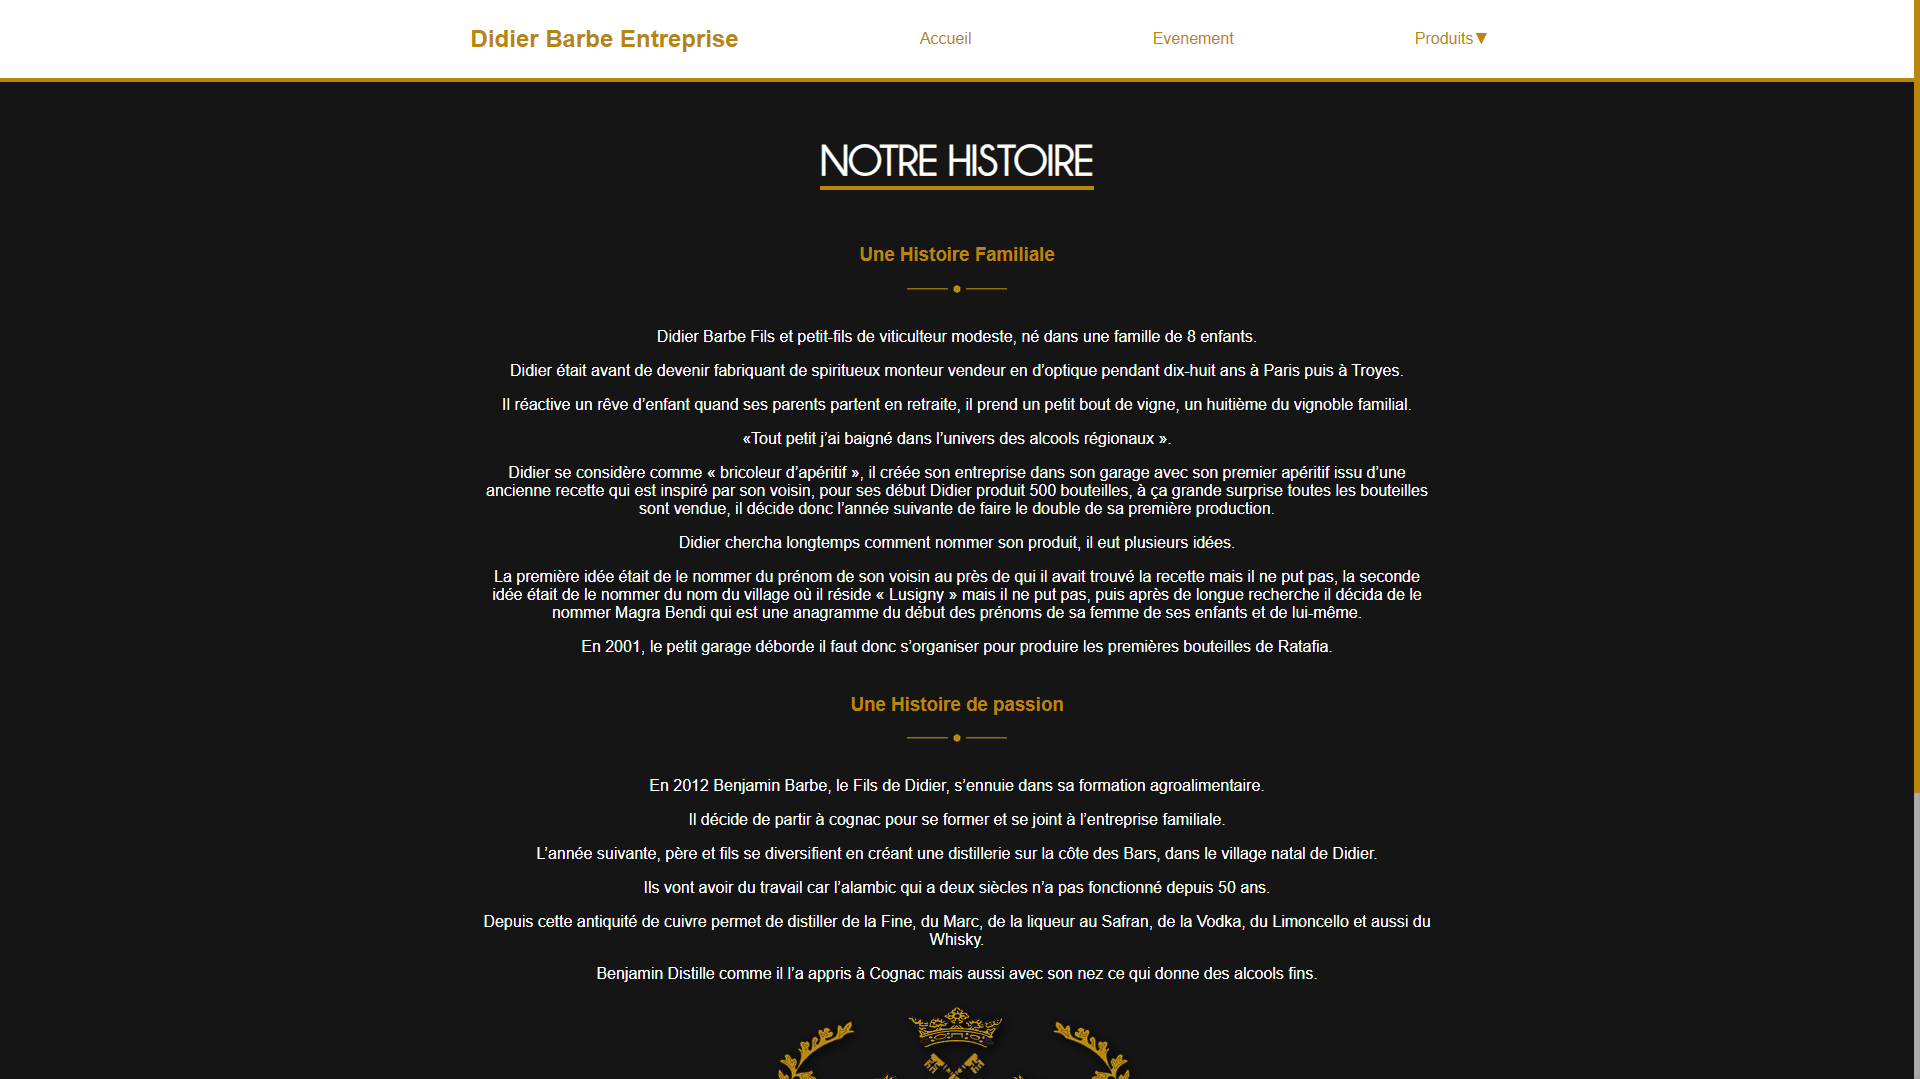 Didier Barbe Entreprise
Accueil
Evenement
Produits▼
NOTRE HISTOIRE
Une Histoire Familiale
Didier Barbe Fils et petit-fils de viticulteur modeste, né dans une famille de 8 enfants.
Didier était avant de devenir fabriquant de spiritueux monteur vendeur en d’optique pendant dix-huit ans à Paris puis à Troyes.
Il réactive un rêve d’enfant quand ses parents partent en retraite, il prend un petit bout de vigne, un huitième du vignoble familial.
«Tout petit j’ai baigné dans l’univers des alcools régionaux ».
Didier se considère comme « bricoleur d’apéritif », il créée son entreprise dans son garage avec son premier apéritif issu d’une
ancienne recette qui est inspiré par son voisin, pour ses début Didier produit 500 bouteilles, à ça grande surprise toutes les bouteilles
sont vendue, il décide donc l’année suivante de faire le double de sa première production.
Didier chercha longtemps comment nommer son produit, il eut plusieurs idées.
La première idée était de le nommer du prénom de son voisin au près de qui il avait trouvé la recette mais il ne put pas, la seconde
idée était de le nommer du nom du village où il réside « Lusigny » mais il ne put pas, puis après de longue recherche il décida de le
nommer Magra Bendi qui est une anagramme du début des prénoms de sa femme de ses enfants et de lui-même.
En 2001, le petit garage déborde il faut donc s’organiser pour produire les premières bouteilles de Ratafia.
Une Histoire de passion
En 2012 Benjamin Barbe, le Fils de Didier, s’ennuie dans sa formation agroalimentaire.
Il décide de partir à cognac pour se former et se joint à l’entreprise familiale.
L’année suivante, père et fils se diversifient en créant une distillerie sur la côte des Bars, dans le village natal de Didier.
Ils vont avoir du travail car l’alambic qui a deux siècles n’a pas fonctionné depuis 50 ans.
Depuis cette antiquité de cuivre permet de distiller de la Fine, du Marc, de la liqueur au Safran, de la Vodka, du Limoncello et aussi du
Whisky.
Benjamin Distille comme il l’a appris à Cognac mais aussi avec son nez ce qui donne des alcools fins.